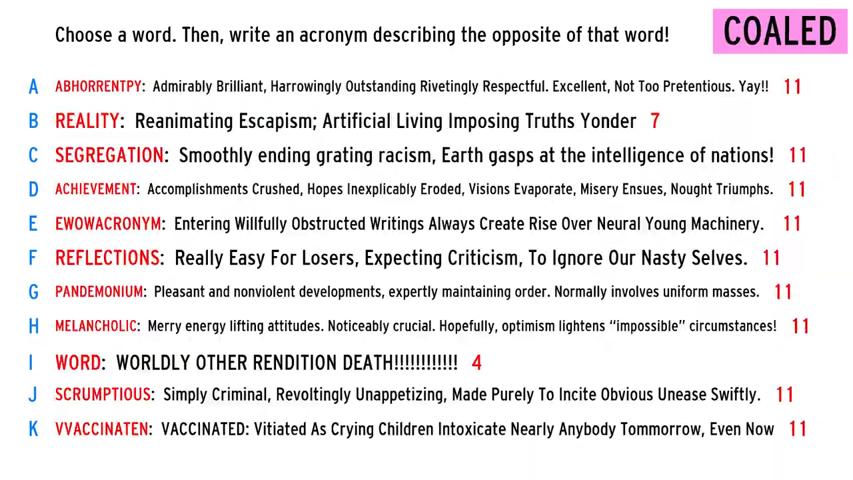 Choose a word. Then, write an acronym describing the opposite of that word!
COALED
A ABHORRENTPY: Admirably Brilliant, Harrowingly Outstanding Rivetingly Respectful. Excellent, Not Too Pretentious. Yay!! 11
B REALITY: Reanimating Escapism; Artificial Living Imposing Truths Yonder 7
C SEGREGATION: Smoothly ending grating racism, Earth gasps at the intelligence of nations! 11
D ACHIEVEMENT: Accomplishments Crushed, Hopes Inexplicably Eroded, Visions Evaporate, Misery Ensues, Nought Triumphs. 11
E EWOWACRONYM: Entering Willfully Obstructed Writings Always Create Rise Over Neural Young Machinery. 11
F REFLECTIONS: Really Easy For Losers, Expecting Criticism, To Ignore Our Nasty Selves. 11
G PANDEMONIUM: Pleasant and nonviolent developments, expertly maintaining order. Normally involves uniform masses. 11
H MELANCHOLIC: Merry energy lifting attitudes. Noticeably crucial. Hopefully, optimism lightens “impossible” circumstances! 11
I WORD: WORLDLY OTHER RENDITION DEATH!!!!!!!!!!!! 4
J SCRUMPTIOUS: Simply Criminal, Revoltingly Unappetizing, Made Purely To Incite Obvious Unease Swiftly. 11
K VVACCINATEN: VACCINATED: Vitiated As Crying Children Intoxicate Nearly Anybody Tommorrow, Even Now 11